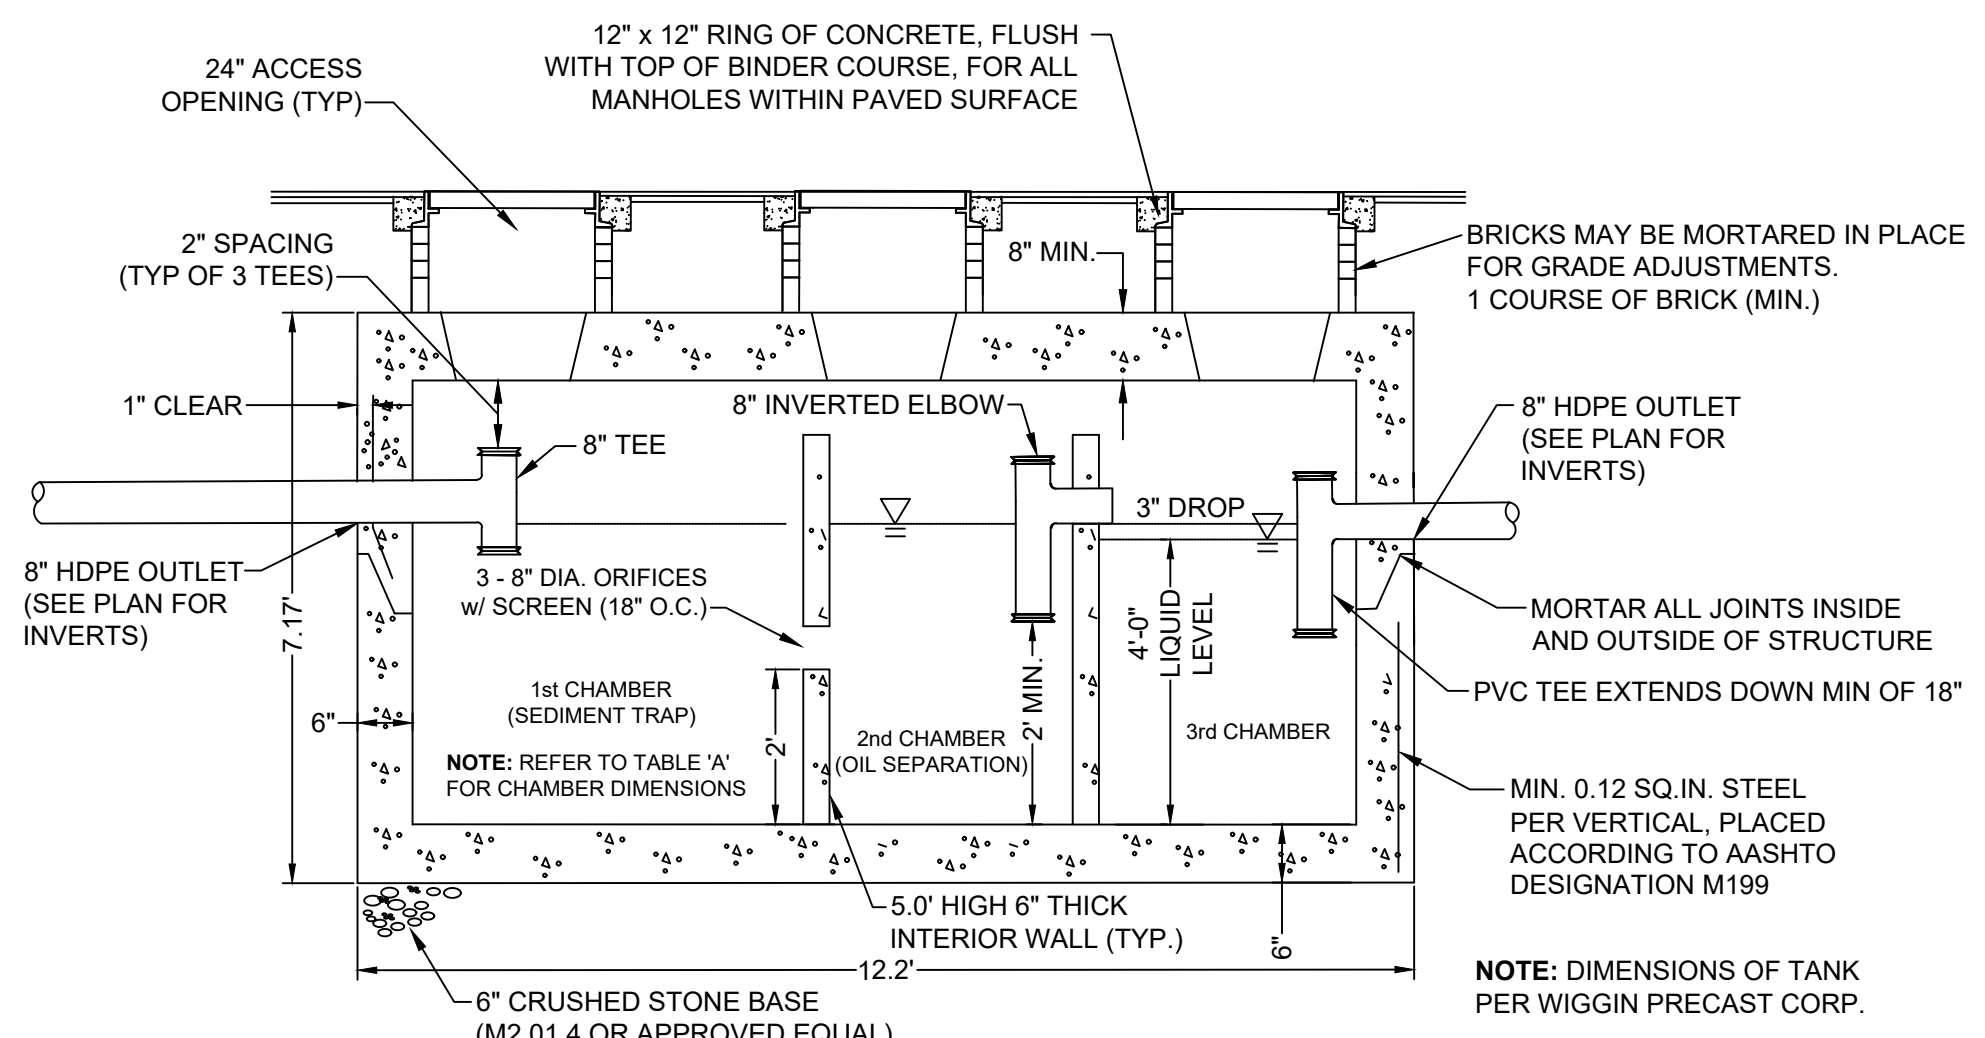 12" x 12" RING OF CONCRETE, FLUSH
WITH TOP OF BINDER COURSE, FOR ALL
MANHOLES WITHIN PAVED SURFACE
24" ACCESS
OPENING (TYP)
2" SPACING
(TYP OF 3 TEES)
8" MIN.
BRICKS MAY BE MORTARED IN PLACE
FOR GRADE ADJUSTMENTS.
1 COURSE OF BRICK (MIN.)
1" CLEAR
8" INVERTED ELBOW
8" TEE
8" HDPE OUTLET
(SEE PLAN FOR
INVERTS)
3" DROP
8" HDPE OUTLET
(SEE PLAN FOR
INVERTS)
7.17'
3 - 8" DIA. ORIFICES
w/ SCREEN (18" O.C.)
4'-0"
LIQUID
LEVEL
MORTAR ALL JOINTS INSIDE
AND OUTSIDE OF STRUCTURE
PVC TEE EXTENDS DOWN MIN OF 18"
6"
1st CHAMBER
(SEDIMENT TRAP)
NOTE: REFER TO TABLE 'A'
FOR CHAMBER DIMENSIONS
2'
2nd CHAMBER
(OIL SEPARATION)
2' MIN.
3rd CHAMBER
MIN. 0.12 SQ.IN. STEEL
PER VERTICAL, PLACED
ACCORDING TO AASHTO
DESIGNATION M199
5.0' HIGH 6" THICK
INTERIOR WALL (TYP.)
6"
12.2'
6" CRUSHED STONE BASE
(M2.01.4 OR APPROVED EQUAL)
NOTE: DIMENSIONS OF TANK
PER WIGGIN PRECAST CORP.